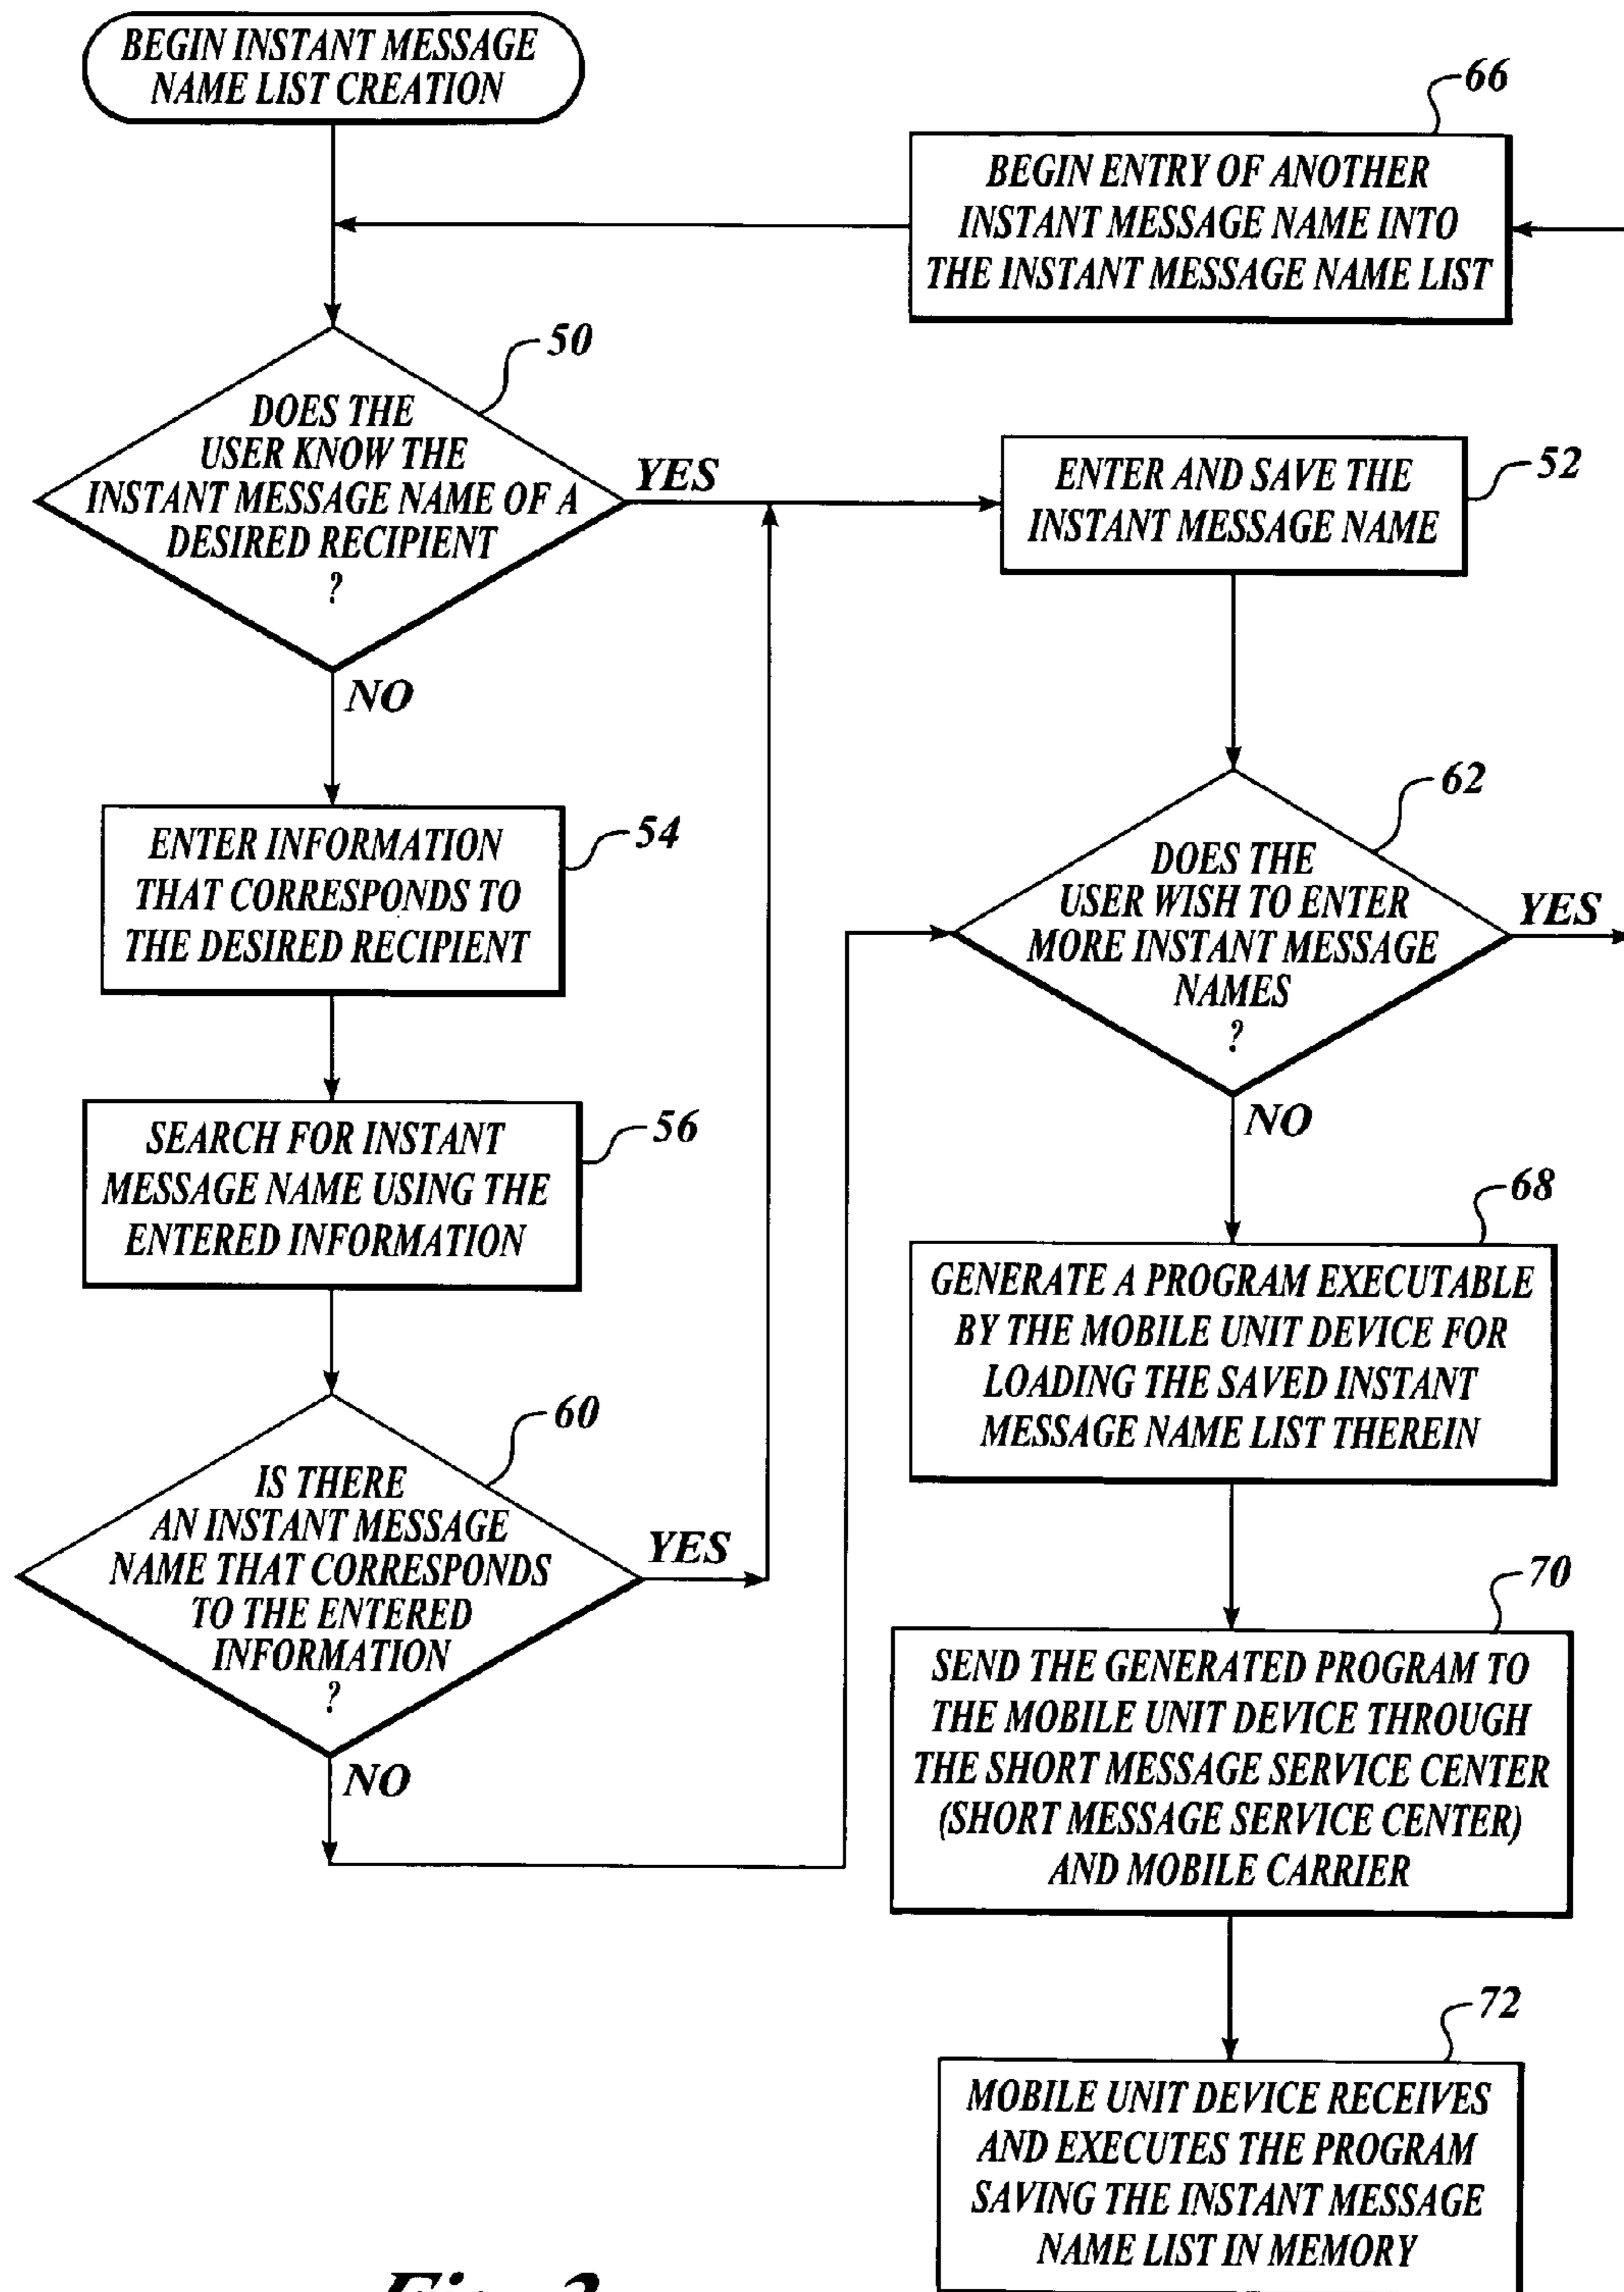 BEGIN INSTANT MESSAGE
NAME LIST CREATION
66
BEGIN ENTRY OF ANOTHER
INSTANT MESSAGE NAME INTO
THE INSTANT MESSAGE NAME LIST
50
DOES THE
USER KNOW THE
INSTANT MESSAGE NAME OF A
DESIRED RECIPIENT
?
YES
NO
52
ENTER AND SAVE THE
INSTANT MESSAGE NAME
54
ENTER INFORMATION
THAT CORRESPONDS TO
THE DESIRED RECIPIENT
56
SEARCH FOR INSTANT
MESSAGE NAME USING THE
ENTERED INFORMATION
60
IS THERE
AN INSTANT MESSAGE
NAME THAT CORRESPONDS
TO THE ENTERED
INFORMATION
?
YES
NO
62
DOES THE
USER WISH TO ENTER
MORE INSTANT MESSAGE
NAMES
?
YES
NO
68
GENERATE A PROGRAM EXECUTABLE
BY THE MOBILE UNIT DEVICE FOR
LOADING THE SAVED INSTANT
MESSAGE NAME LIST THEREIN
70
SEND THE GENERATED PROGRAM TO
THE MOBILE UNIT DEVICE THROUGH
THE SHORT MESSAGE SERVICE CENTER
(SHORT MESSAGE SERVICE CENTER)
AND MOBILE CARRIER
72
MOBILE UNIT DEVICE RECEIVES
AND EXECUTES THE PROGRAM
SAVING THE INSTANT MESSAGE
NAME LIST IN MEMORY